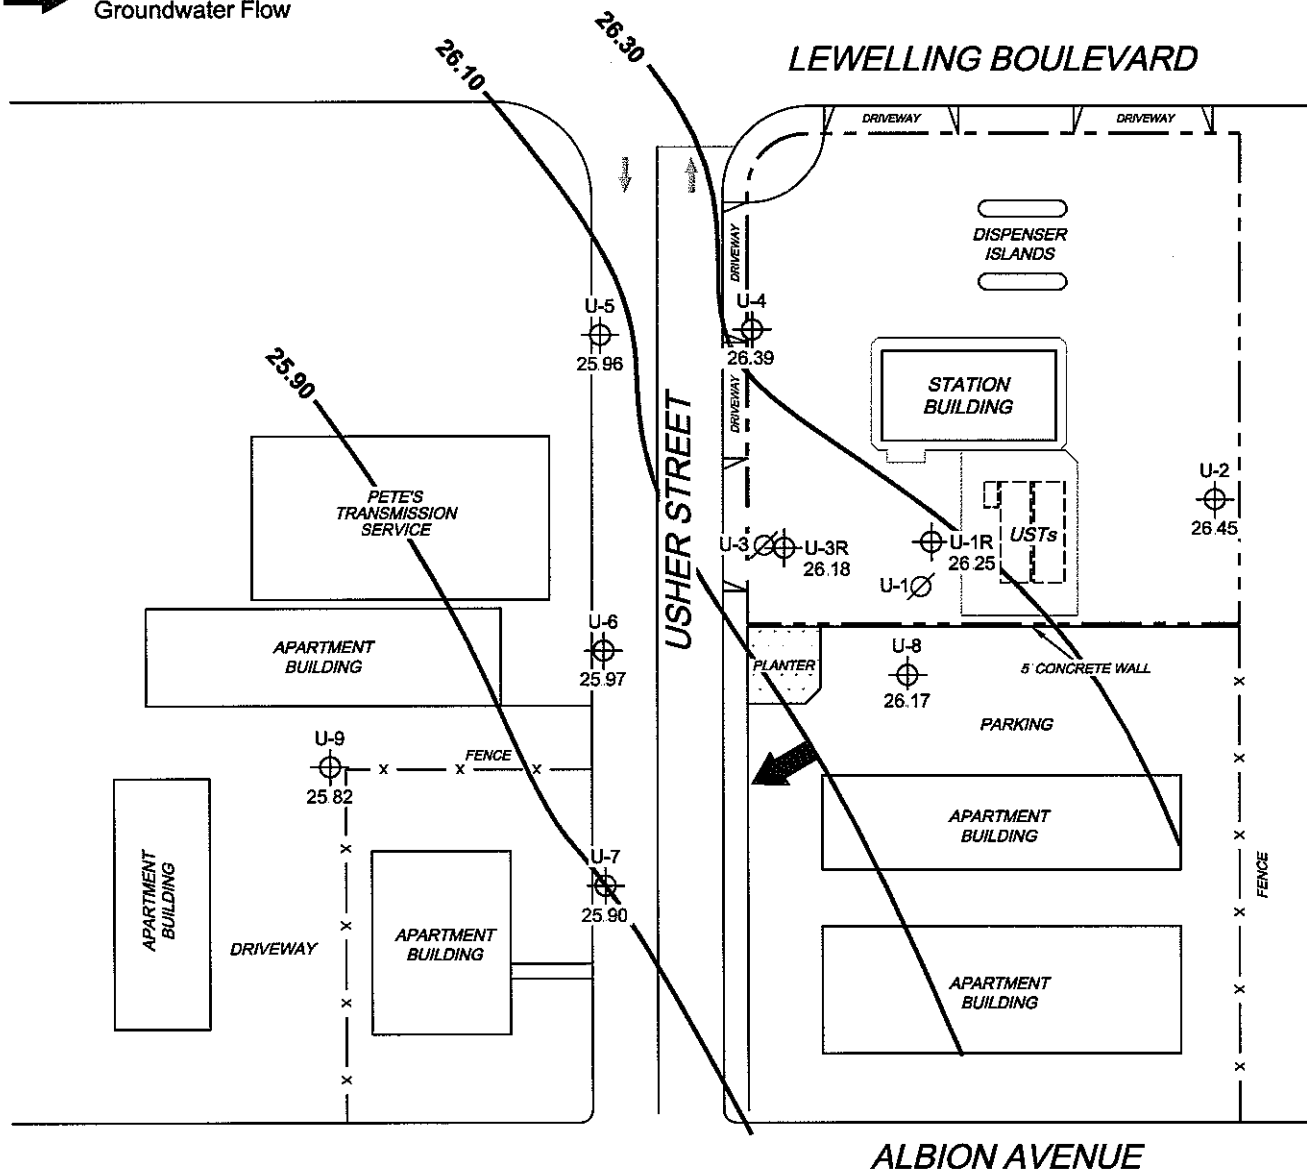 Groundwater Flow
26.30
26.10
LEWELLING BOULEVARD
DRIVEWAY
DRIVEWAY
DISPENSER
ISLANDS
DRIVEWAY
U-5
25.96
U-4
26.39
25.90
STATION
BUILDING
DRIVEWAY
USHER STREET
PETE'S
TRANSMISSION
SERVICE
U-2
26.45
U-3
U-3R
26.18
U-1R
26.25
USTs
U-1
APARTMENT
BUILDING
U-6
25.97
PLANTER
U-8
26.17
5' CONCRETE WALL
PARKING
U-9
25.82
FENCE
x x x
APARTMENT
BUILDING
APARTMENT
BUILDING
U-7
25.90
FENCE
DRIVEWAY
APARTMENT
BUILDING
APARTMENT
BUILDING
ALBION AVENUE